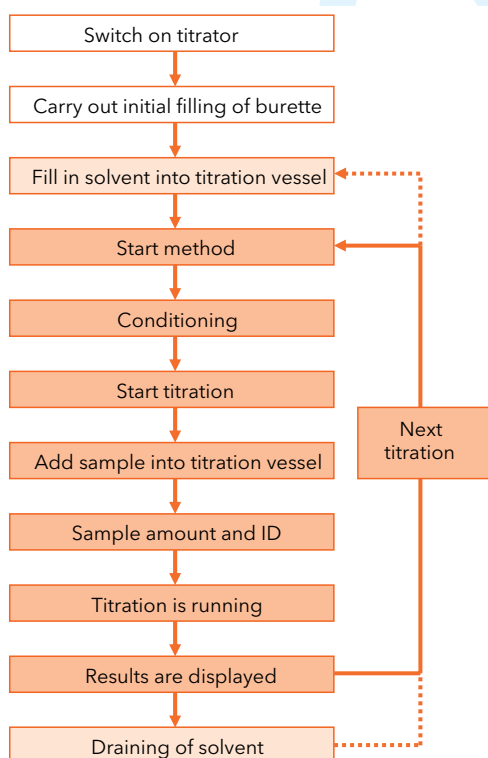 Switch on titrator
Carry out initial filling of burette
Fill in solvent into titration vessel
Start method
Conditioning
Start titration
Add sample into titration vessel
Next
titration
Sample amount and ID
Titration is running
Results are displayed
Draining of solvent